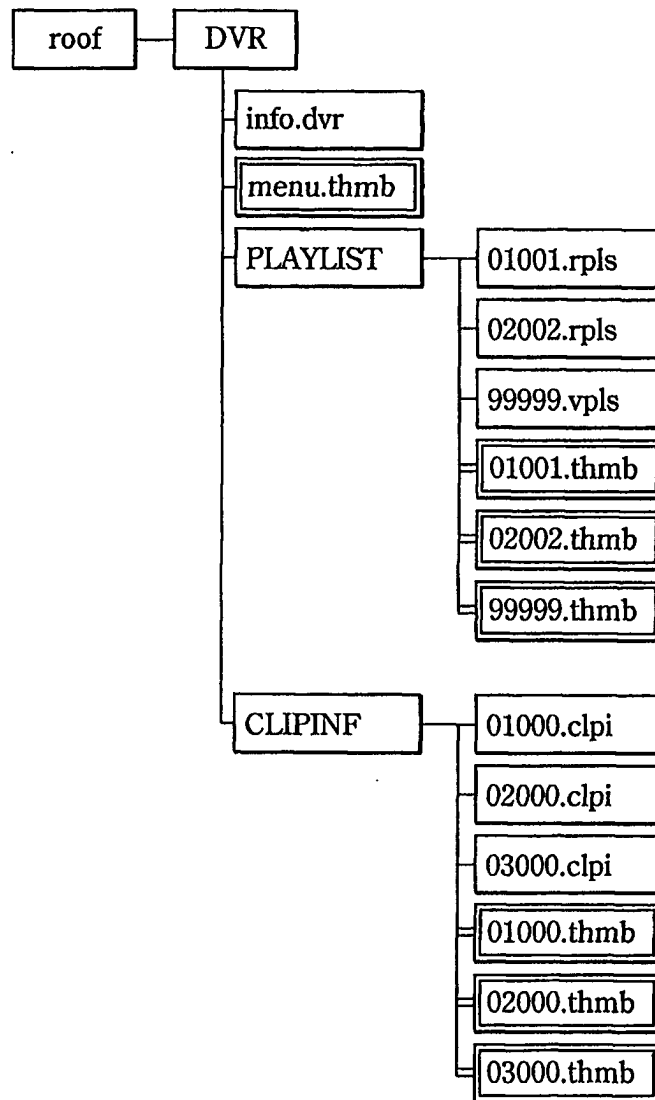 roof DVR
info.dvr
menu.thmb
PLAYLIST 01001.rpls
02002.rpls
99999.vpls
01001.thmb
02002.thmb
99999.thmb
CLIPINF 01000.clpi
02000.clpi
03000.clpi
01000.thmb
02000.thmb
03000.thmb